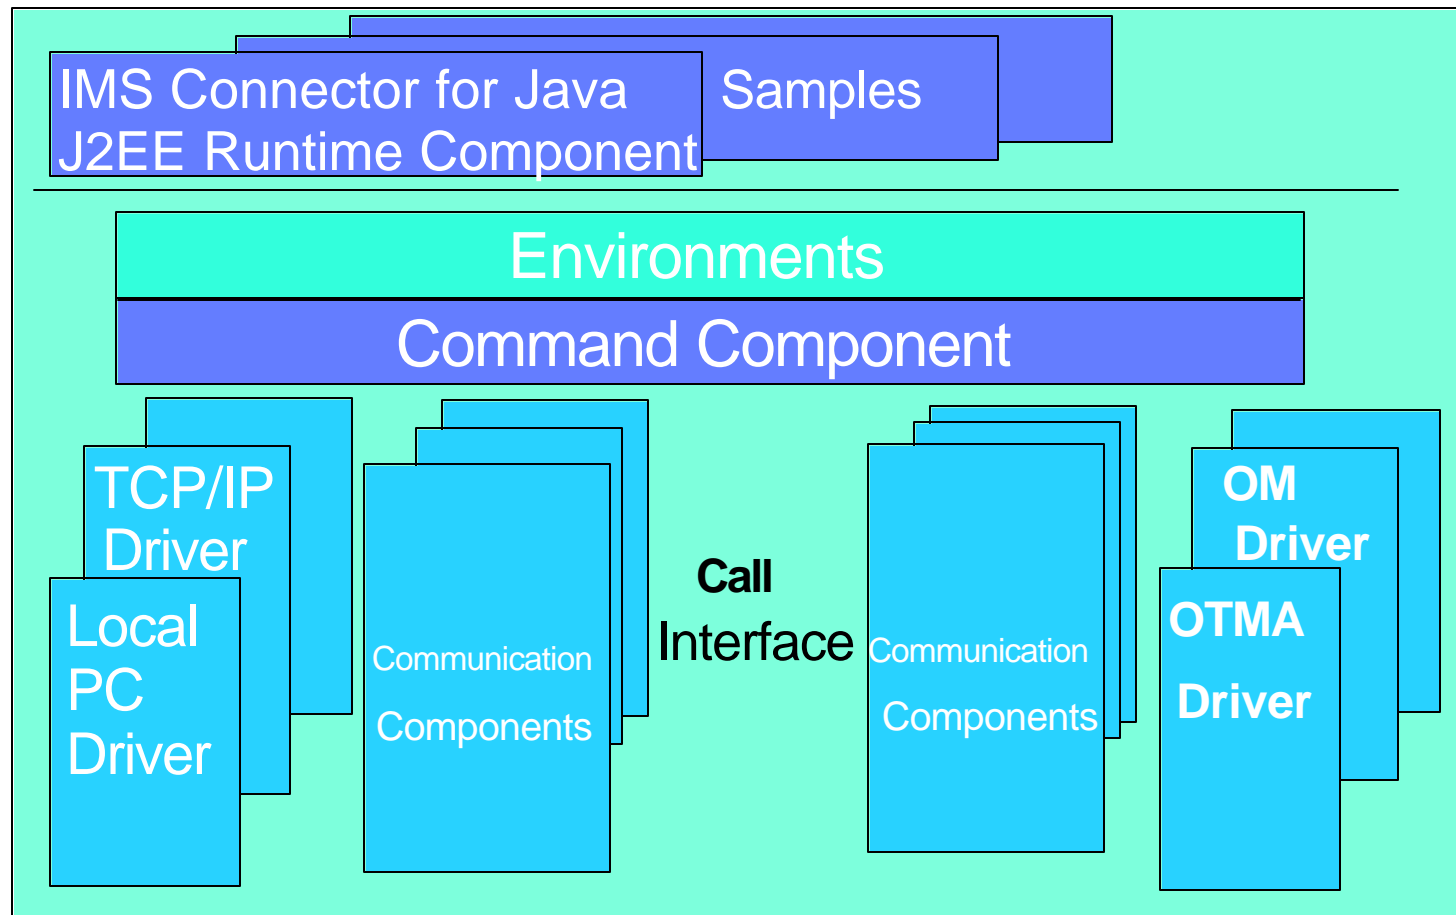 IMS Connector for Java
J2EE Runtime Component
Samples
Environments
Command Component
TCP/IP
Driver
Local
PC
Driver
Communication
Components
Call
Interface
Communication
Components
OM
Driver
OTMA
Driver